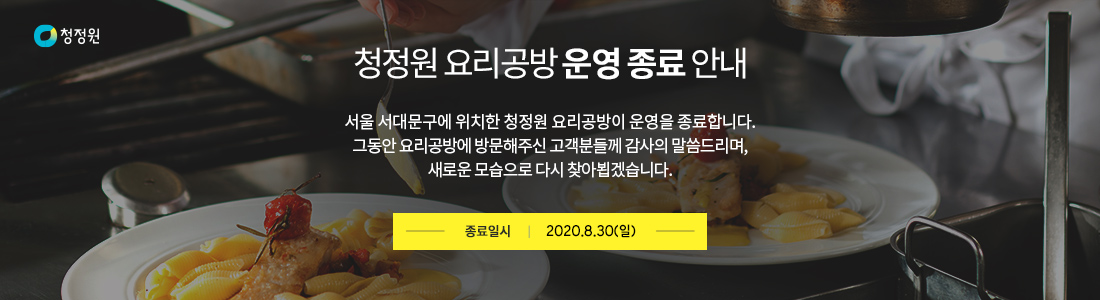 청정원
청정원 요리공방 운영 종료 안내
서울 서대문구에 위치한 청정원 요리공방이 운영을 종료합니다.
그동안 요리공방에 방문해주신 고객분들께 감사의 말씀드리며,
새로운 모습으로 다시 찾아뵙겠습니다.
종료일시 | 2020.8.30(일)